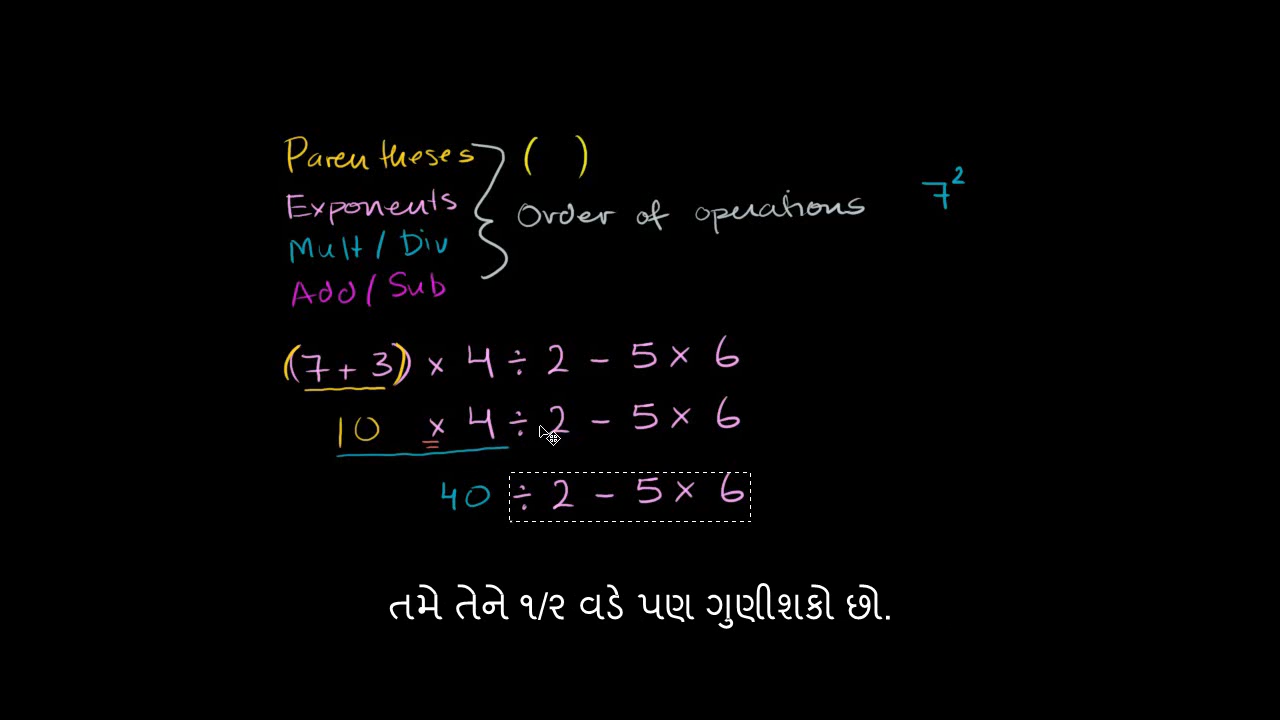 Parentheses ( )
Exponents
Order of operations 7²
Mult / Div
Add / Sub
(7 + 3) × 4 ÷ 2 − 5 × 6
10 × 4 ÷ 2 − 5 × 6
40 ÷ 2 − 5 × 6
તમે તેને ૧/૨ વડે પણ ગુણીશકો છો.